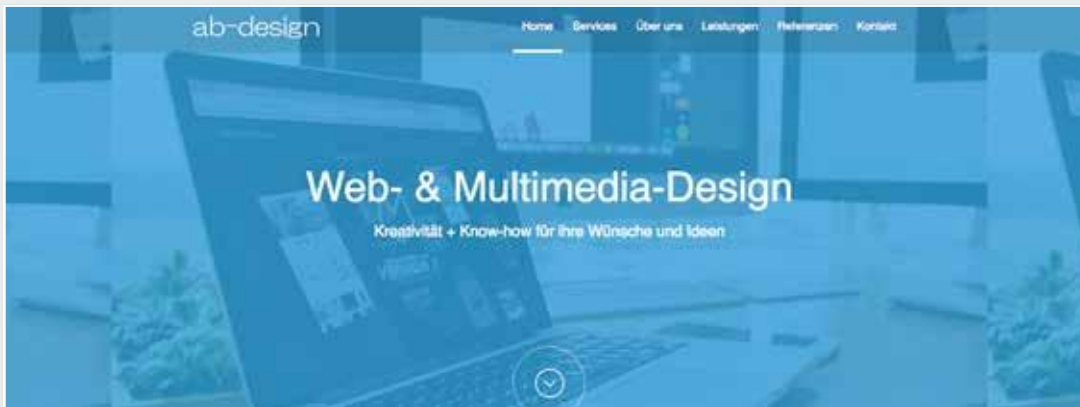 ab-design
Home Services Über uns Leistungen Referenzen Kontakt
Web- & Multimedia-Design
Kreativität + Know-how für Ihre Wünsche und Ideen